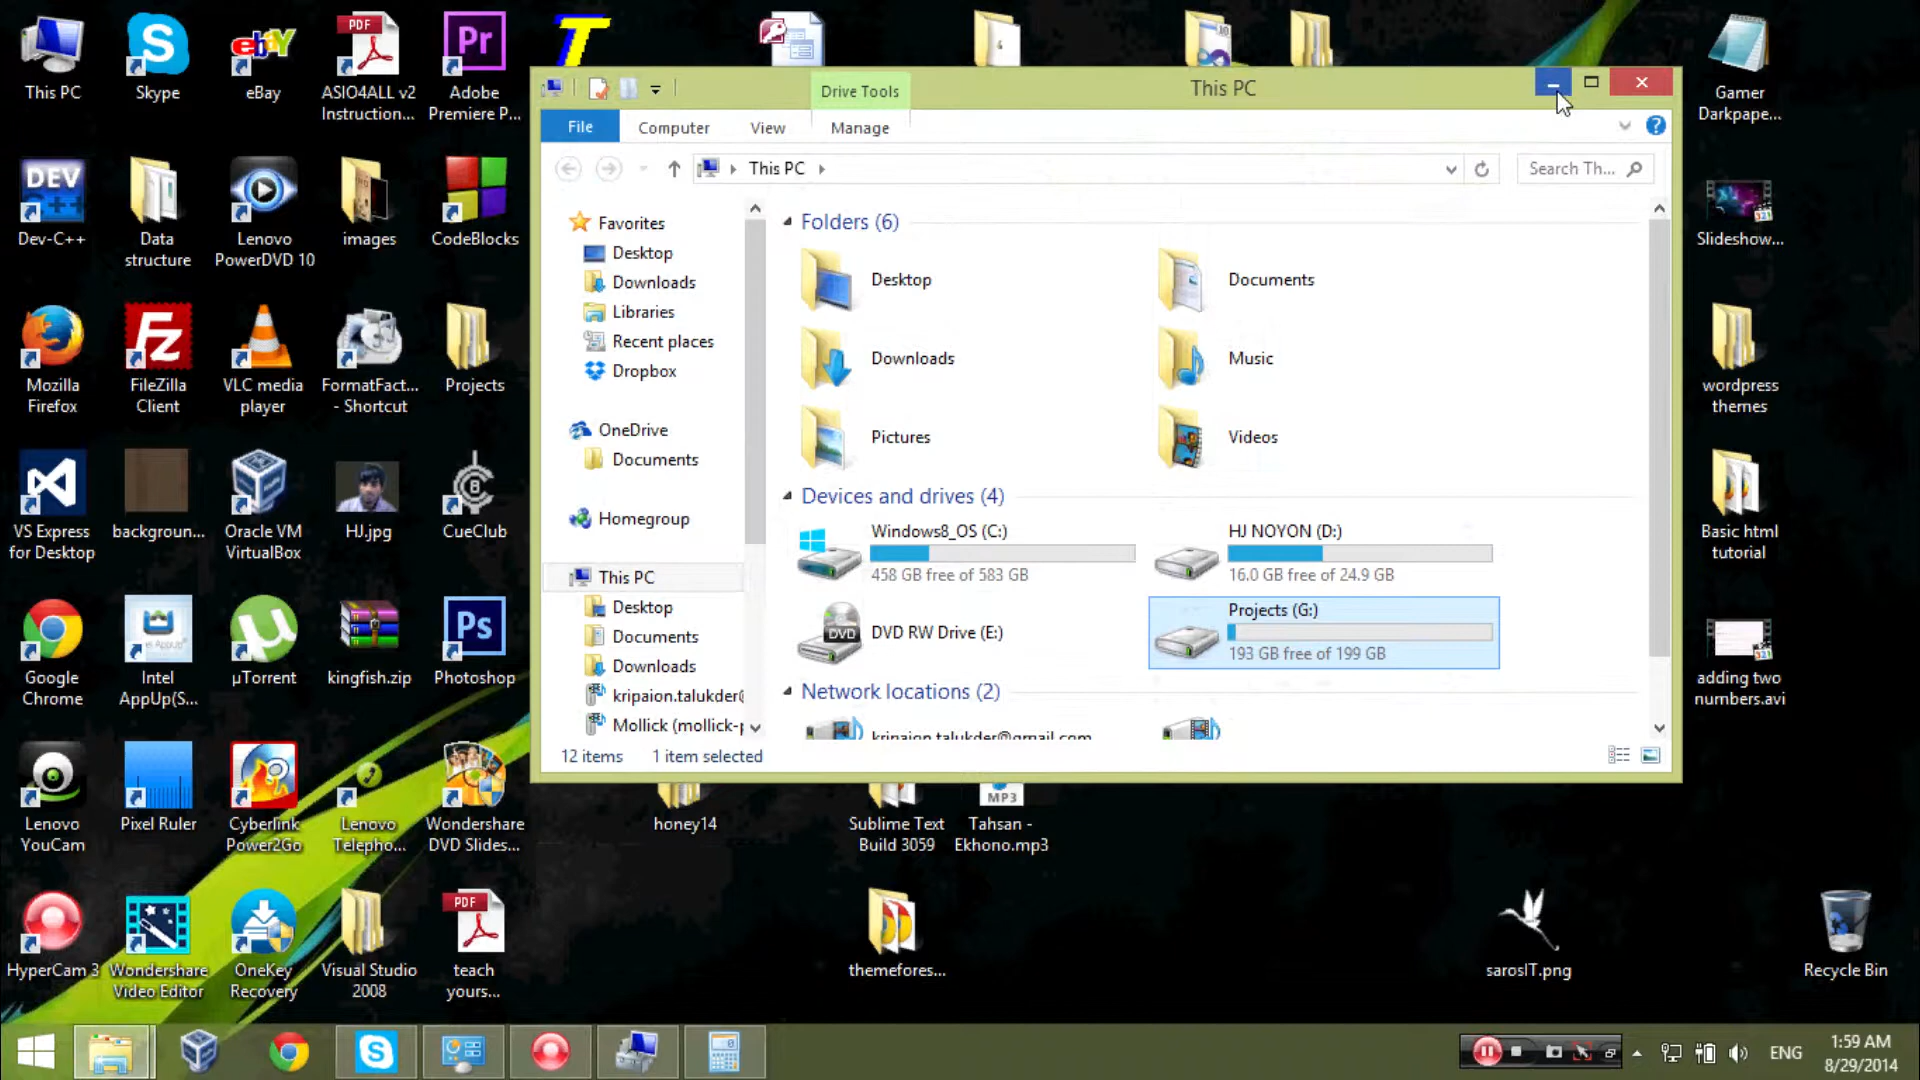 This PC
Skype
eBay
ASIO4ALL v2
Instruction...
Adobe
Premiere P...
Gamer
Darkpape...
Drive Tools
This PC
File
Computer
View
Manage
This PC
Search Th...
Dev-C++
Data
structure
Lenovo
PowerDVD 10
images
CodeBlocks
Slideshow...
Favorites
Desktop
Downloads
Libraries
Recent places
Dropbox
OneDrive
Documents
Homegroup
This PC
Desktop
Documents
Downloads
kripaion.talukder@
Mollick (mollick-p
Folders (6)
Desktop
Documents
Downloads
Music
Pictures
Videos
Devices and drives (4)
Windows8_OS (C:)
458 GB free of 583 GB
HJ NOYON (D:)
16.0 GB free of 24.9 GB
DVD RW Drive (E:)
Projects (G:)
193 GB free of 199 GB
Network locations (2)
kripaion.talukder@gmail.com
12 items
1 item selected
Mozilla
Firefox
FileZilla
Client
VLC media
player
FormatFact...
- Shortcut
Projects
wordpress
themes
VS Express
for Desktop
backgroun...
Oracle VM
VirtualBox
HJ.jpg
CueClub
Basic html
tutorial
Google
Chrome
Intel
AppUp(S...
µTorrent
kingfish.zip
Photoshop
adding two
numbers.avi
Lenovo
YouCam
Pixel Ruler
Cyberlink
Power2Go
Lenovo
Telepho...
Wondershare
DVD Slides...
honey14
Sublime Text
Build 3059
MP3
Tahsan -
Ekhono.mp3
HyperCam 3
Wondershare
Video Editor
OneKey
Recovery
Visual Studio
2008
PDF
teach
yours...
themefores...
sarosIT.png
Recycle Bin
ENG
1:59 AM
8/29/2014